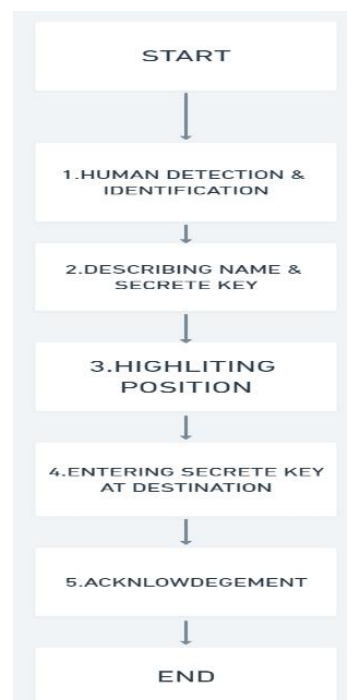 START
1.HUMAN DETECTION &
IDENTIFICATION
2.DESCRIBING NAME &
SECRETE KEY
3.HIGHLITING
POSITION
4.ENTERING SECRETE KEY
AT DESTINATION
5.ACKNLOWDEGEMENT
END